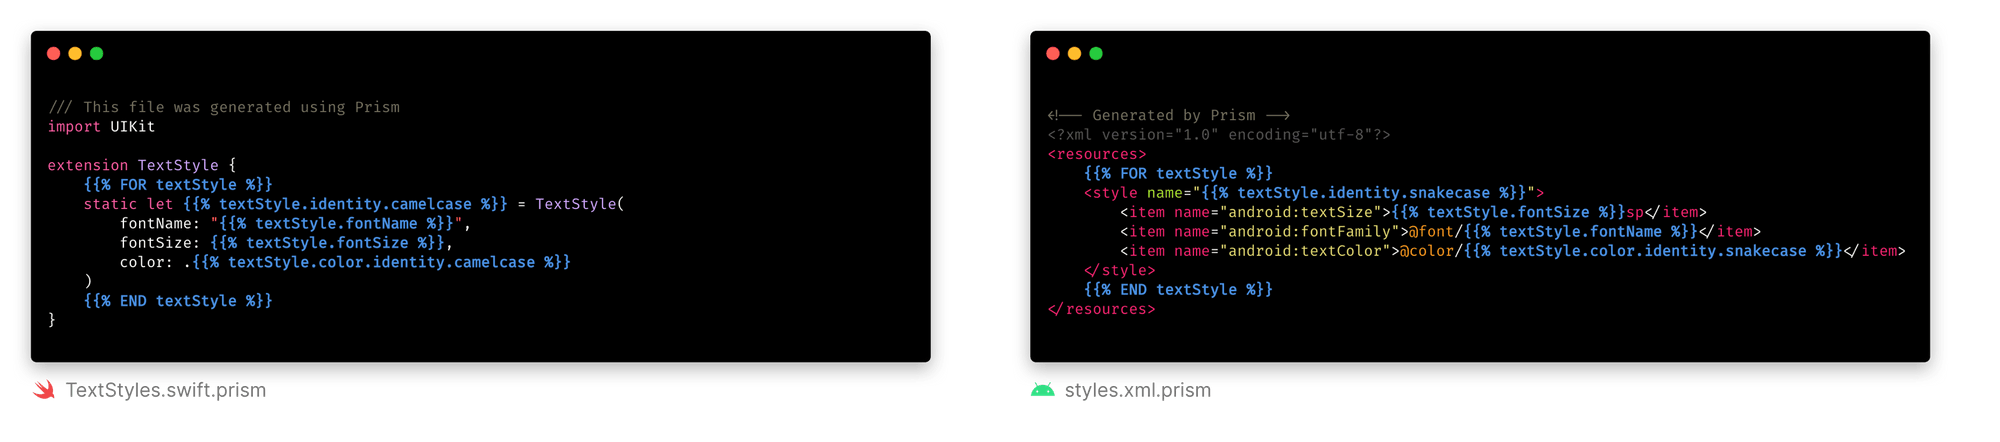 /// This file was generated using Prism
import UIKit
extension TextStyle {
{{% FOR textStyle %}}
static let {{% textStyle.identity.camelcase %}} = TextStyle(
fontName: "{{% textStyle.fontName %}}",
fontSize: {{% textStyle.fontSize %}},
color: .{{% textStyle.color.identity.camelcase %}}
)
{{% END textStyle %}}
}
TextStyles.swift.prism
<!-- Generated by Prism -->
<?xml version="1.0" encoding="utf-8"?>
<resources>
{{% FOR textStyle %}}
<style name="{{% textStyle.identity.snakecase %}}">
<item name="android:textSize">{{% textStyle.fontSize %}}sp</item>
<item name="android:fontFamily">@font/{{% textStyle.fontName %}}</item>
<item name="android:textColor">@color/{{% textStyle.color.identity.snakecase %}}</item>
</style>
{{% END textStyle %}}
</resources>
styles.xml.prism